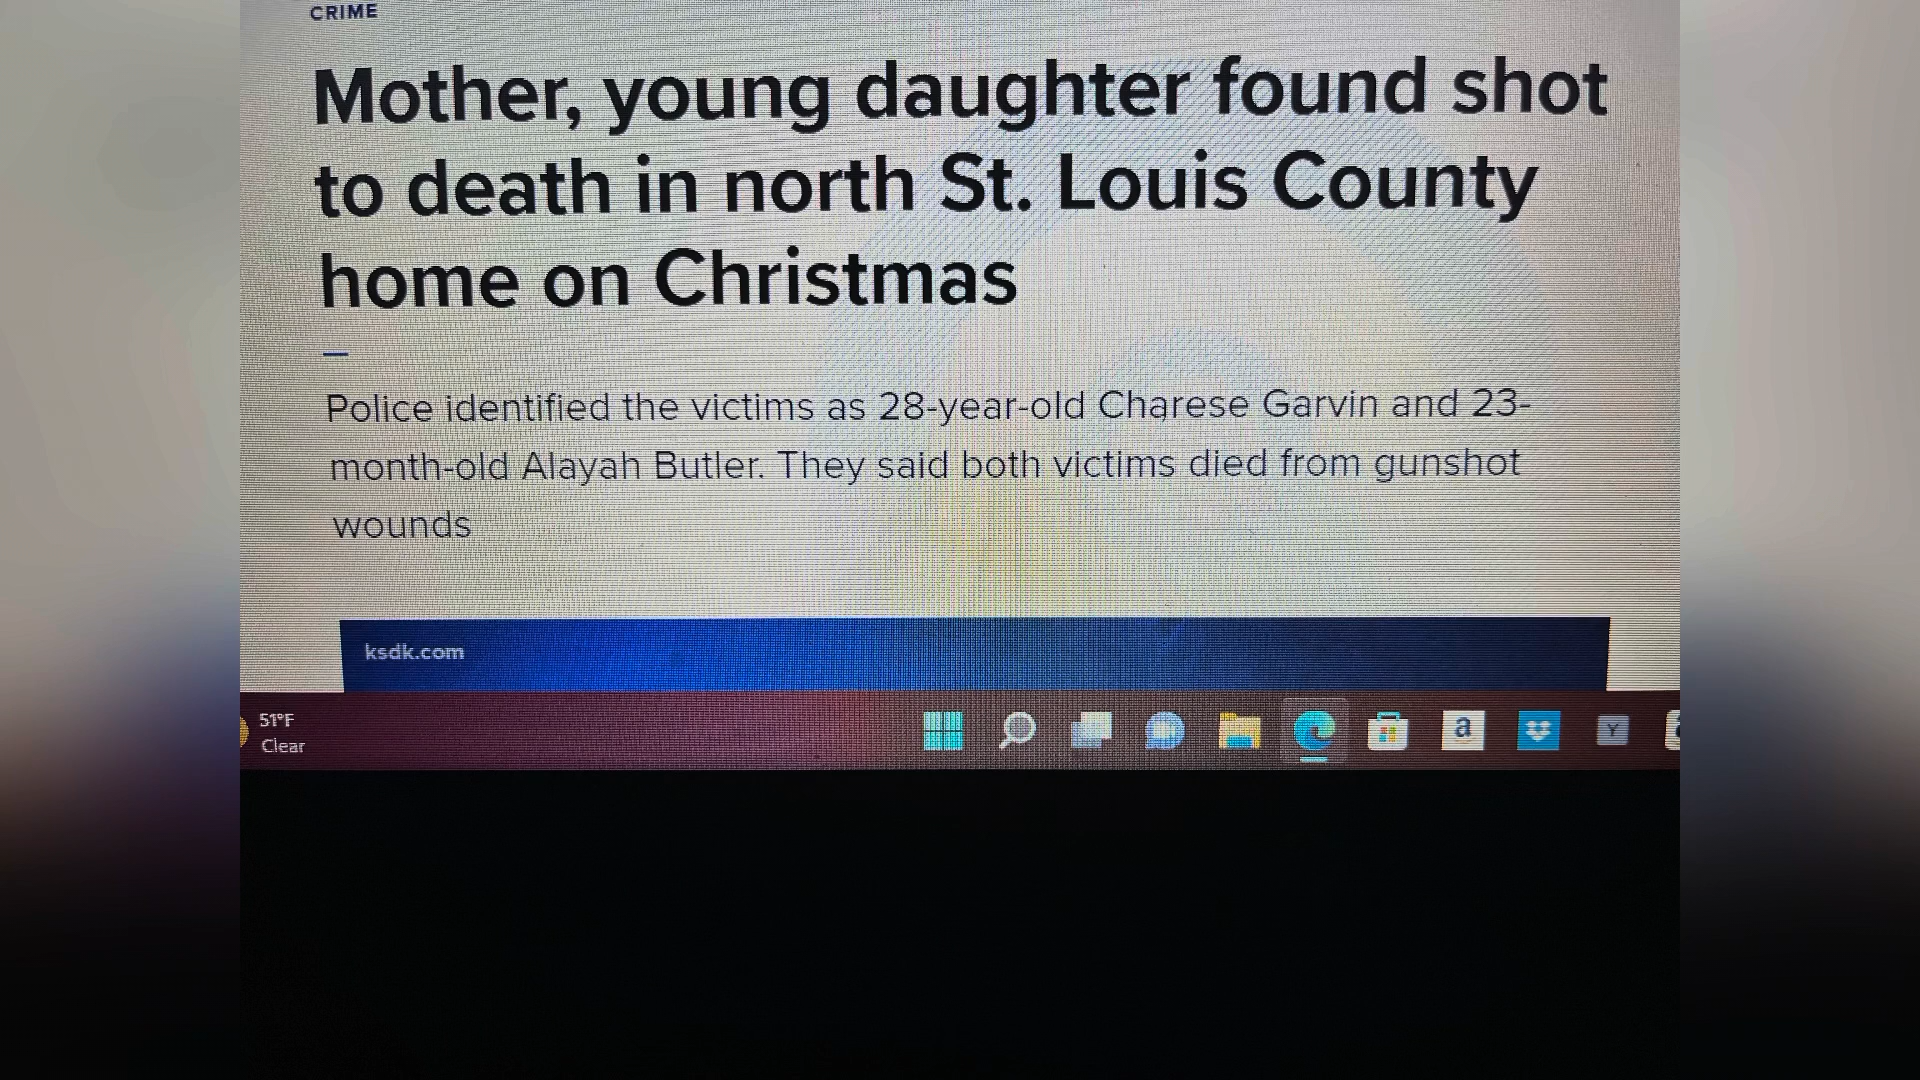 CRIME
Mother, young daughter found shot
to death in north St. Louis County
home on Christmas
Police identified the victims as 28-year-old Charese Garvin and 23-
month-old Alayah Butler. They said both victims died from gunshot
wounds
ksdk.com
51°F
Clear
a
Y